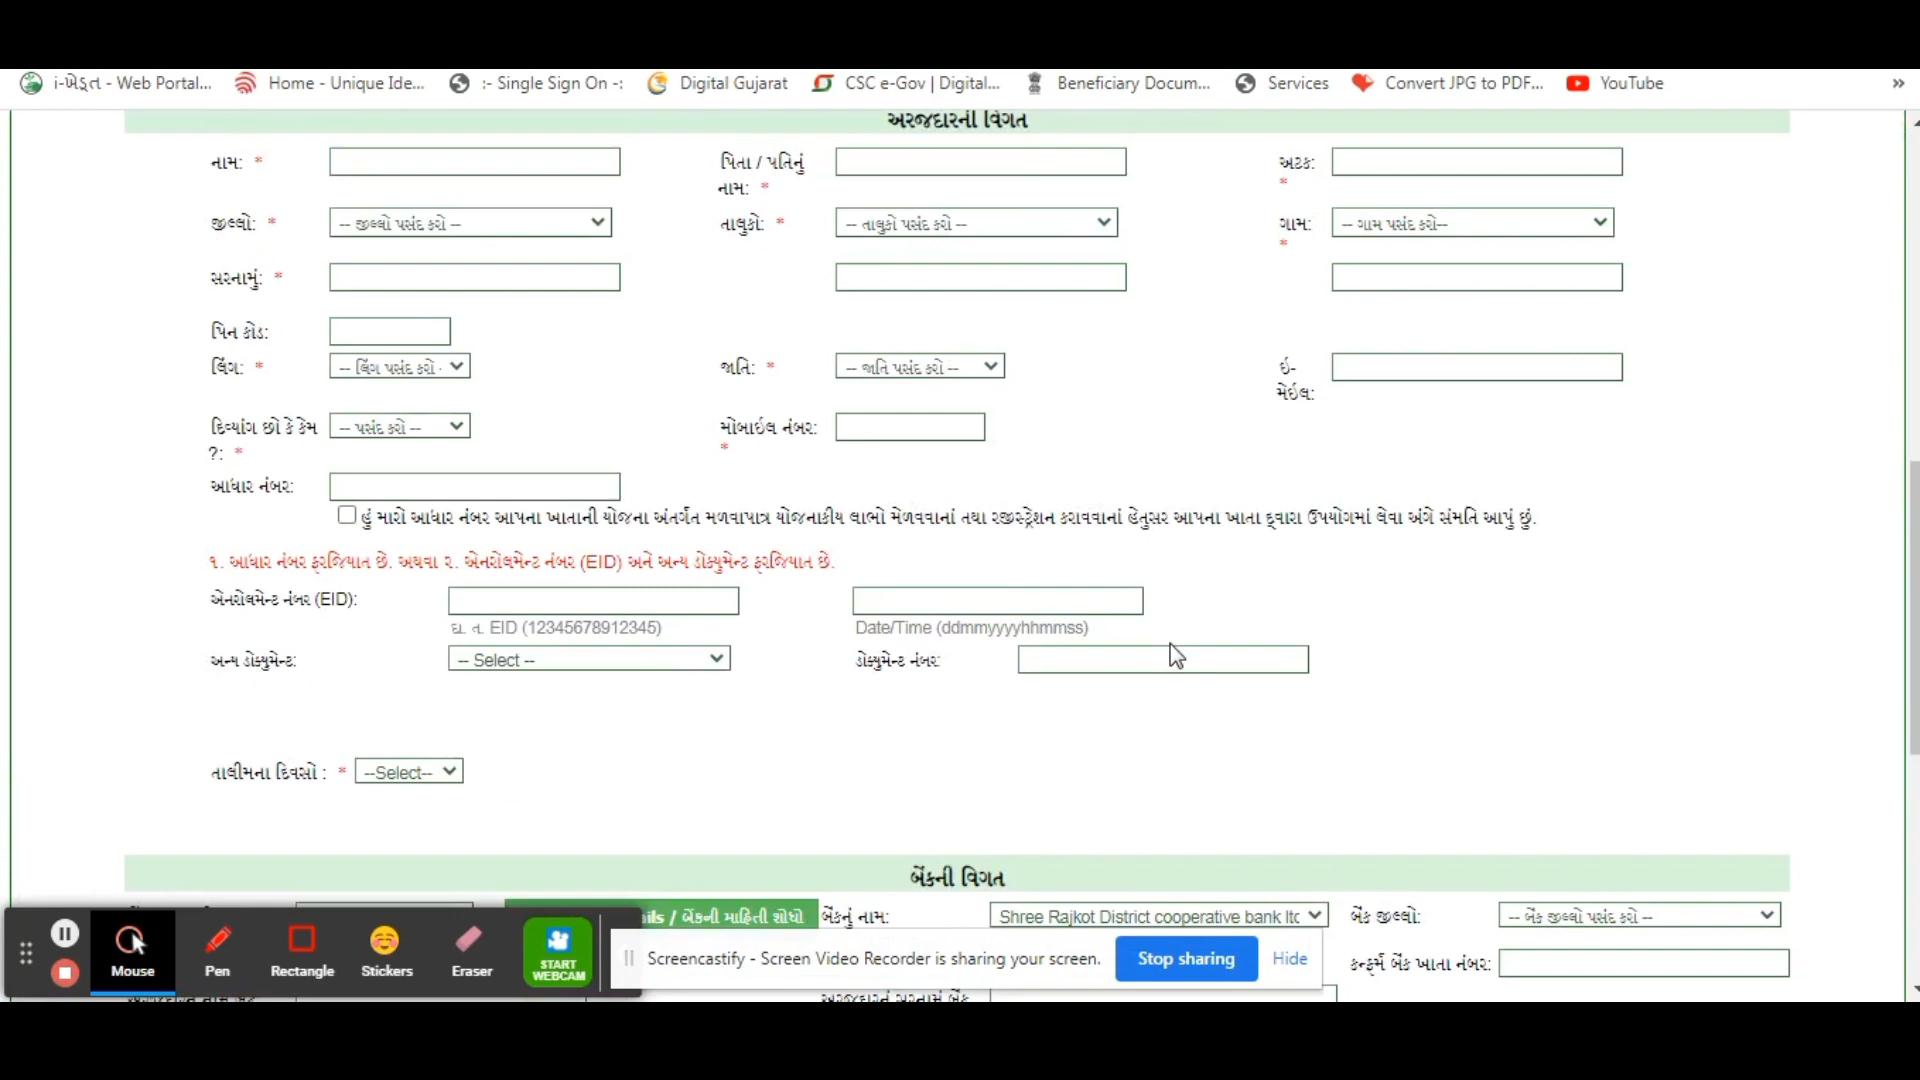 i-ખેડૂત - Web Portal... Home - Unique Ide... :- Single Sign On -: Digital Gujarat CSC e-Gov | Digital... Beneficiary Docum... Services Convert JPG to PDF... YouTube »
અરજદારની વિગત
નામ: * પિતા / પતિનું નામ: * અટક: *
જીલ્લો: * -- જીલ્લો પસંદ કરો -- તાલુકો: * -- તાલુકો પસંદ કરો -- ગામ: * -- ગામ પસંદ કરો--
સરનામું: *
પિન કોડ:
લિંગ: * -- લિંગ પસંદ કરો - જાતિ: * -- જાતિ પસંદ કરો -- ઇ-મેઇલ:
દિવ્યાંગ છો કે કેમ ?: * -- પસંદ કરો -- મોબાઇલ નંબર: *
આધાર નંબર:
હું મારો આધાર નંબર આપના ખાતાની યોજના અંતર્ગત મળવાપાત્ર યોજનાકીય લાભો મેળવવાનાં તથા રજીસ્ટ્રેશન કરાવવાનાં હેતુસર આપના ખાતા દ્વારા ઉપયોગમાં લેવા અંગે સંમતિ આપું છું.
૧. આધાર નંબર ફરજિયાત છે. અથવા ૨. એનરોલમેન્ટ નંબર (EID) અને અન્ય ડોક્યુમેન્ટ ફરજિયાત છે.
એનરોલમેન્ટ નંબર (EID):
દા. ત. EID (12345678912345) Date/Time (ddmmyyyyhhmmss)
અન્ય ડોક્યુમેન્ટ: -- Select -- ડોક્યુમેન્ટ નંબર:
તાલીમના દિવસો : * --Select--
બેંકની વિગત
ails / બેંકની માહિતી શોધો બેંકનું નામ: Shree Rajkot District cooperative bank ltd બેંક જીલ્લો: -- બેંક જીલ્લો પસંદ કરો --
Mouse Pen Rectangle Stickers Eraser START WEBCAM
Screencastify - Screen Video Recorder is sharing your screen. Stop sharing Hide કન્ફર્મ બેંક ખાતા નંબર: